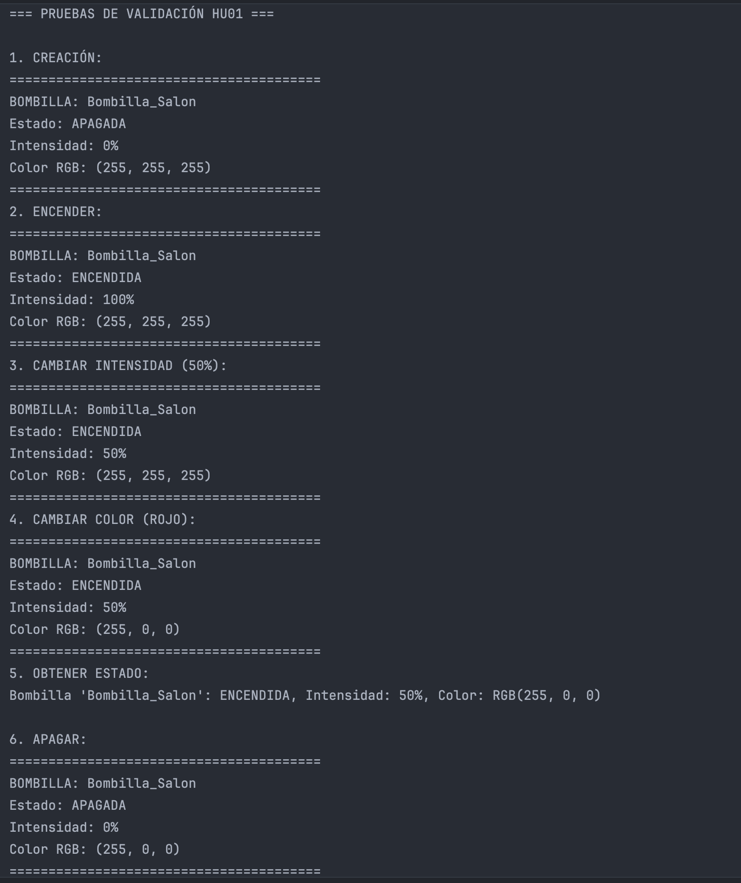 === PRUEBAS DE VALIDACIÓN HU01 ===
1. CREACIÓN:
========================================
BOMBILLA: Bombilla_Salon
Estado: APAGADA
Intensidad: 0%
Color RGB: (255, 255, 255)
========================================
2. ENCENDER:
========================================
BOMBILLA: Bombilla_Salon
Estado: ENCENDIDA
Intensidad: 100%
Color RGB: (255, 255, 255)
========================================
3. CAMBIAR INTENSIDAD (50%):
========================================
BOMBILLA: Bombilla_Salon
Estado: ENCENDIDA
Intensidad: 50%
Color RGB: (255, 255, 255)
========================================
4. CAMBIAR COLOR (ROJO):
========================================
BOMBILLA: Bombilla_Salon
Estado: ENCENDIDA
Intensidad: 50%
Color RGB: (255, 0, 0)
========================================
5. OBTENER ESTADO:
Bombilla 'Bombilla_Salon': ENCENDIDA, Intensidad: 50%, Color: RGB(255, 0, 0)
6. APAGAR:
========================================
BOMBILLA: Bombilla_Salon
Estado: APAGADA
Intensidad: 0%
Color RGB: (255, 0, 0)
========================================